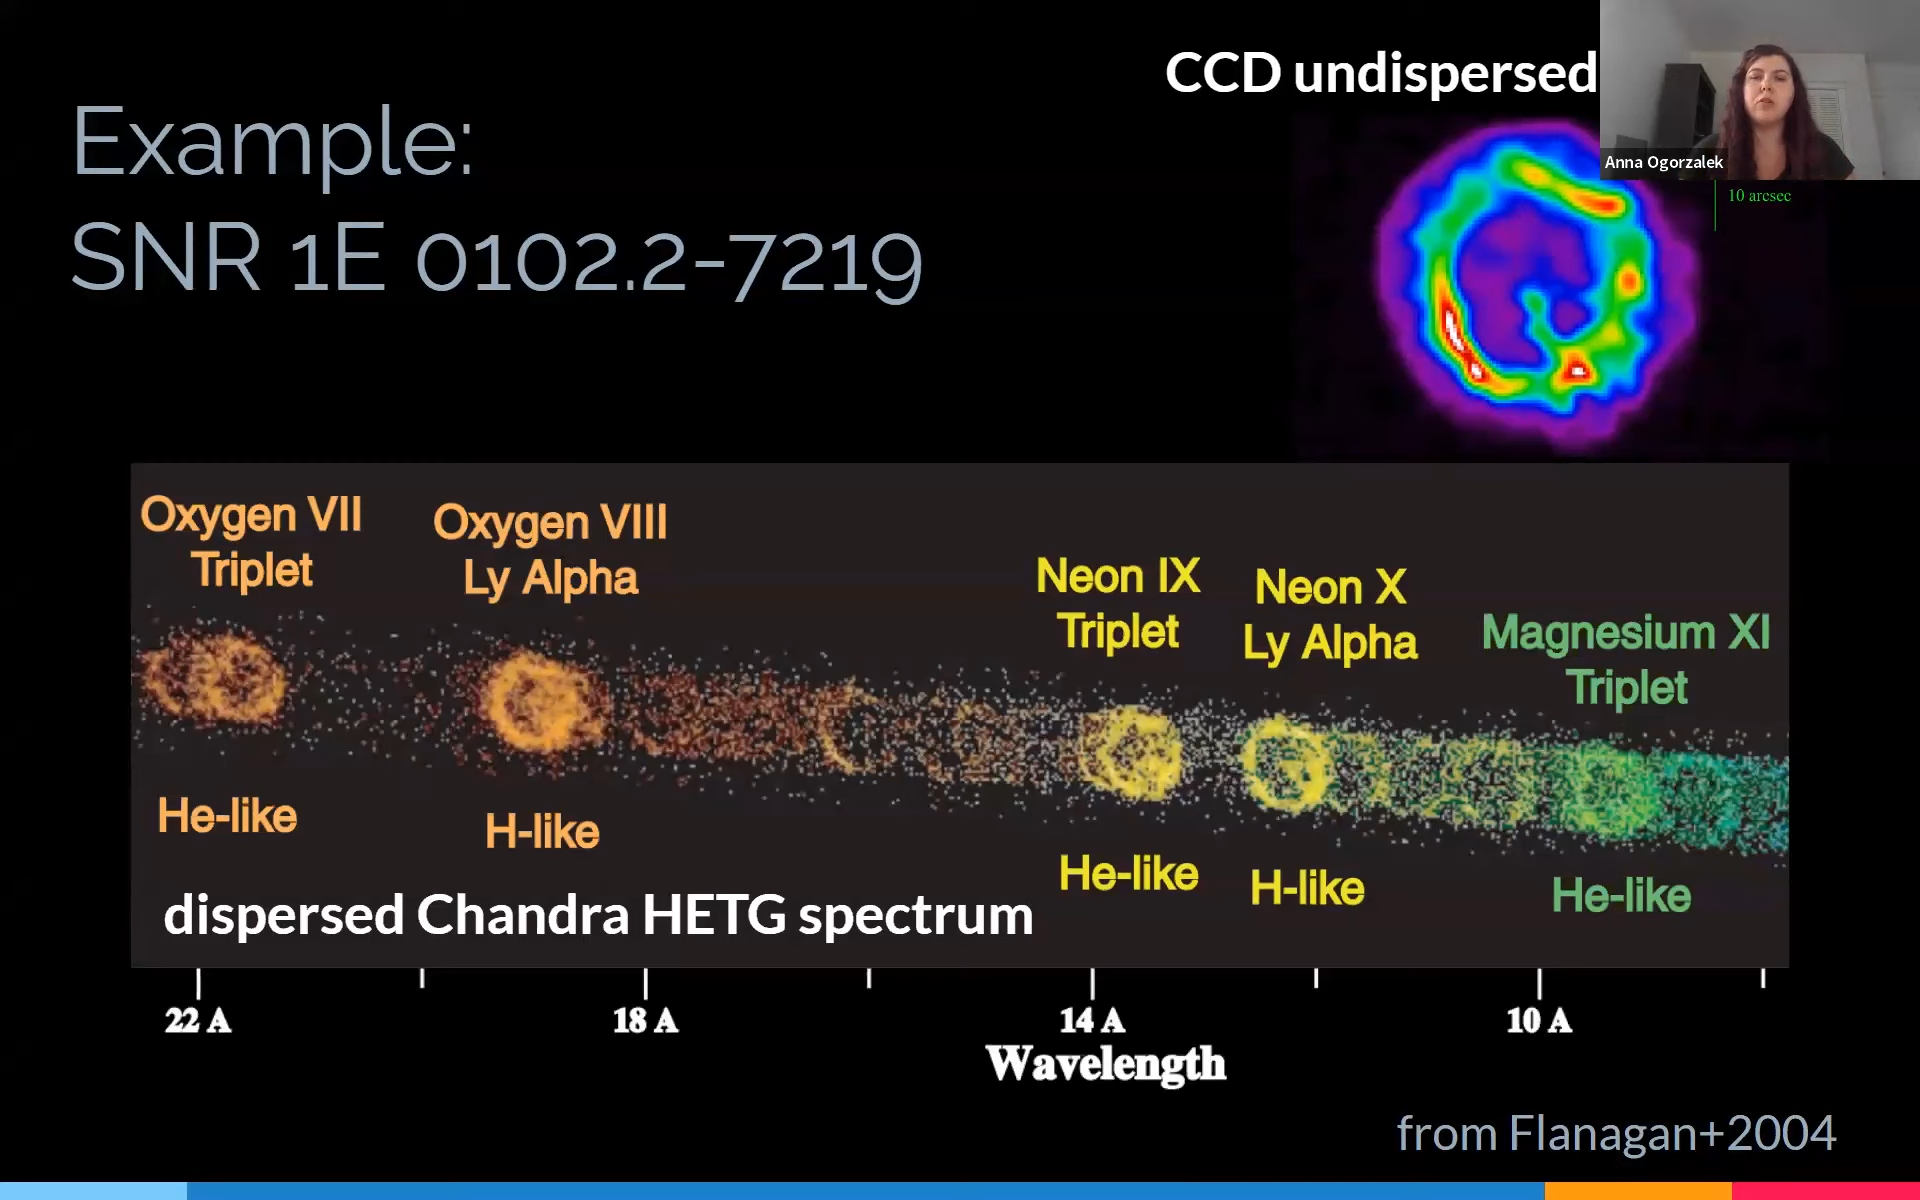 CCD undispersed
Anna Ogorzalek
10 arcsec
Example:
SNR 1E 0102.2-7219
Oxygen VII
Triplet
Oxygen VIII
Ly Alpha
Neon IX
Triplet
Neon X
Ly Alpha
Magnesium XI
Triplet
He-like
H-like
He-like
H-like
He-like
dispersed Chandra HETG spectrum
22 A
18 A
14 A
10 A
Wavelength
from Flanagan+2004